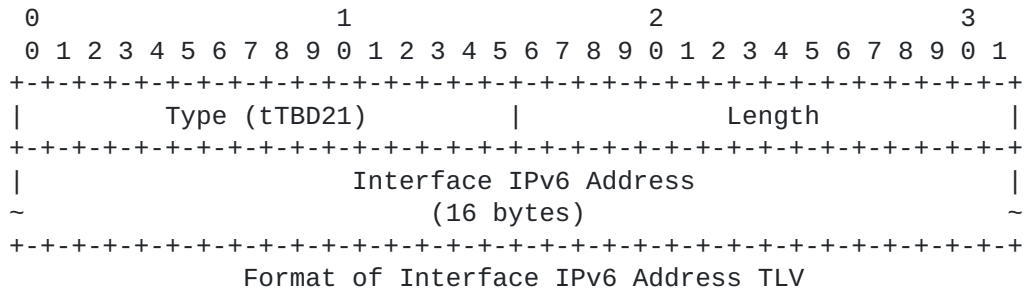 0                   1                   2                   3
 0 1 2 3 4 5 6 7 8 9 0 1 2 3 4 5 6 7 8 9 0 1 2 3 4 5 6 7 8 9 0 1
+-+-+-+-+-+-+-+-+-+-+-+-+-+-+-+-+-+-+-+-+-+-+-+-+-+-+-+-+-+-+-+-+
|         Type (tTBD21)         |             Length            |
+-+-+-+-+-+-+-+-+-+-+-+-+-+-+-+-+-+-+-+-+-+-+-+-+-+-+-+-+-+-+-+-+
|                     Interface IPv6 Address                    |
~                          (16 bytes)                           ~
+-+-+-+-+-+-+-+-+-+-+-+-+-+-+-+-+-+-+-+-+-+-+-+-+-+-+-+-+-+-+-+-+
               Format of Interface IPv6 Address TLV